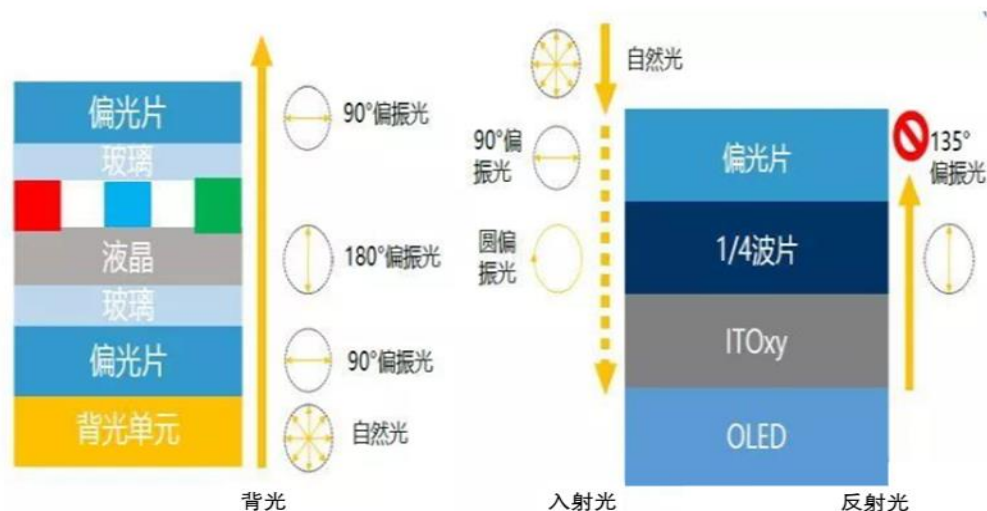 偏光片
玻璃
液晶
玻璃
偏光片
背光单元
90°偏振光
180°偏振光
90°偏振光
自然光
背光
自然光
90°偏
振光
圆偏
振光
偏光片
1/4波片
ITOxy
OLED
135°
偏振光
入射光
反射光